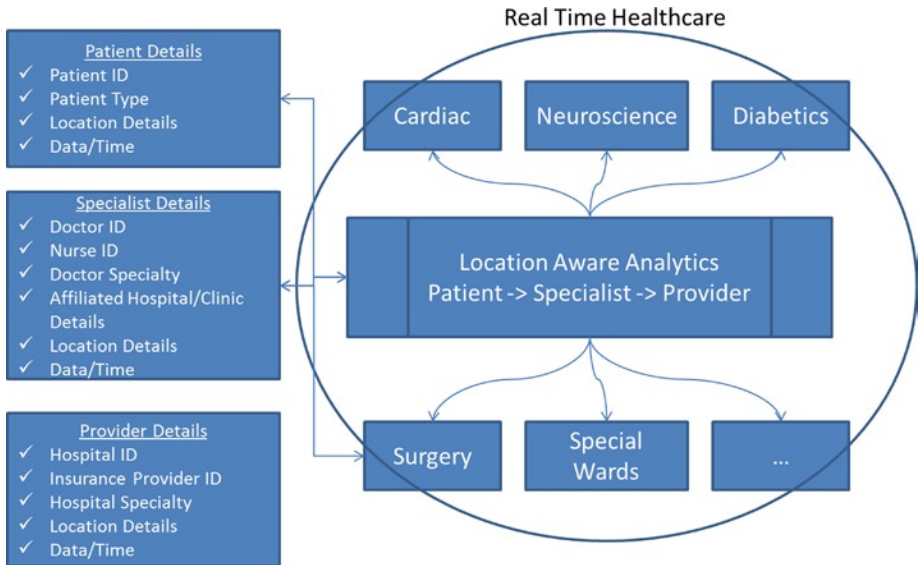 Real Time Healthcare
Patient Details
✓ Patient ID
✓ Patient Type
✓ Location Details
✓ Data/Time
Specialist Details
✓ Doctor ID
✓ Nurse ID
✓ Doctor Specialty
✓ Affiliated Hospital/Clinic
Details
✓ Location Details
✓ Data/Time
Provider Details
✓ Hospital ID
✓ Insurance Provider ID
✓ Hospital Specialty
✓ Location Details
✓ Data/Time
Cardiac
Neuroscience
Diabetics
Location Aware Analytics
Patient -> Specialist -> Provider
Surgery
Special
Wards
...